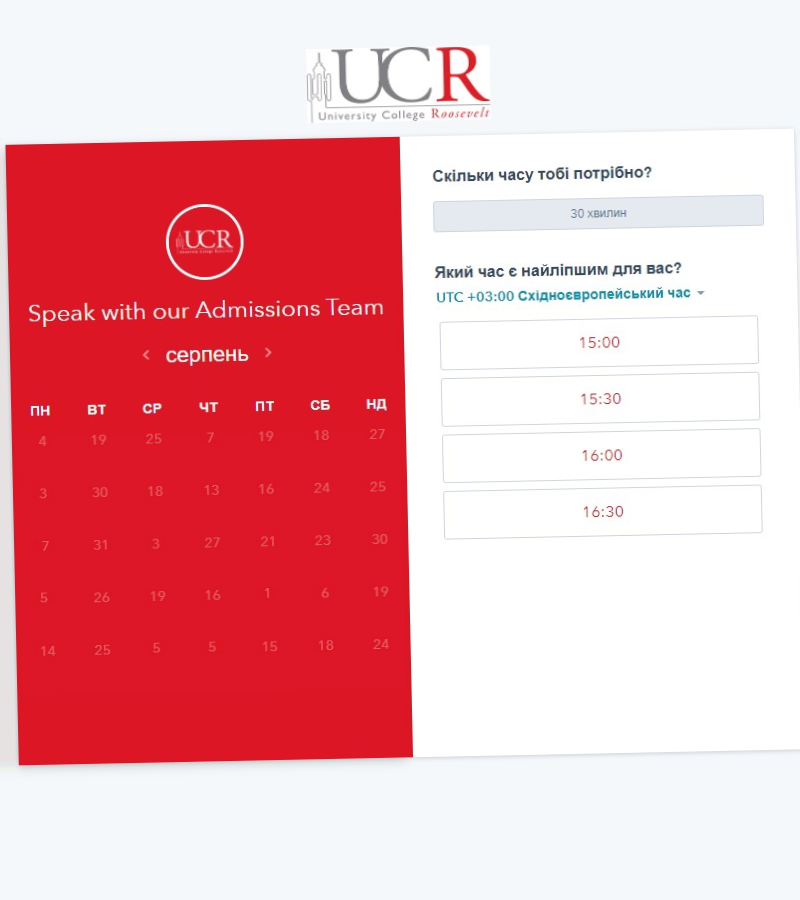 UCR
University College Roosevelt
UCR
Speak with our Admissions Team
серпень
ПН ВТ СР ЧТ ПТ СБ НД
4 19 25 7 19 18 27
3 30 18 13 16 24 25
7 31 3 27 21 23 30
5 26 19 16 1 6 19
14 25 5 5 15 18 24
Скільки часу тобі потрібно?
30 хвилин
Який час є найліпшим для вас?
UTC +03:00 Східноєвропейський час
15:00
15:30
16:00
16:30